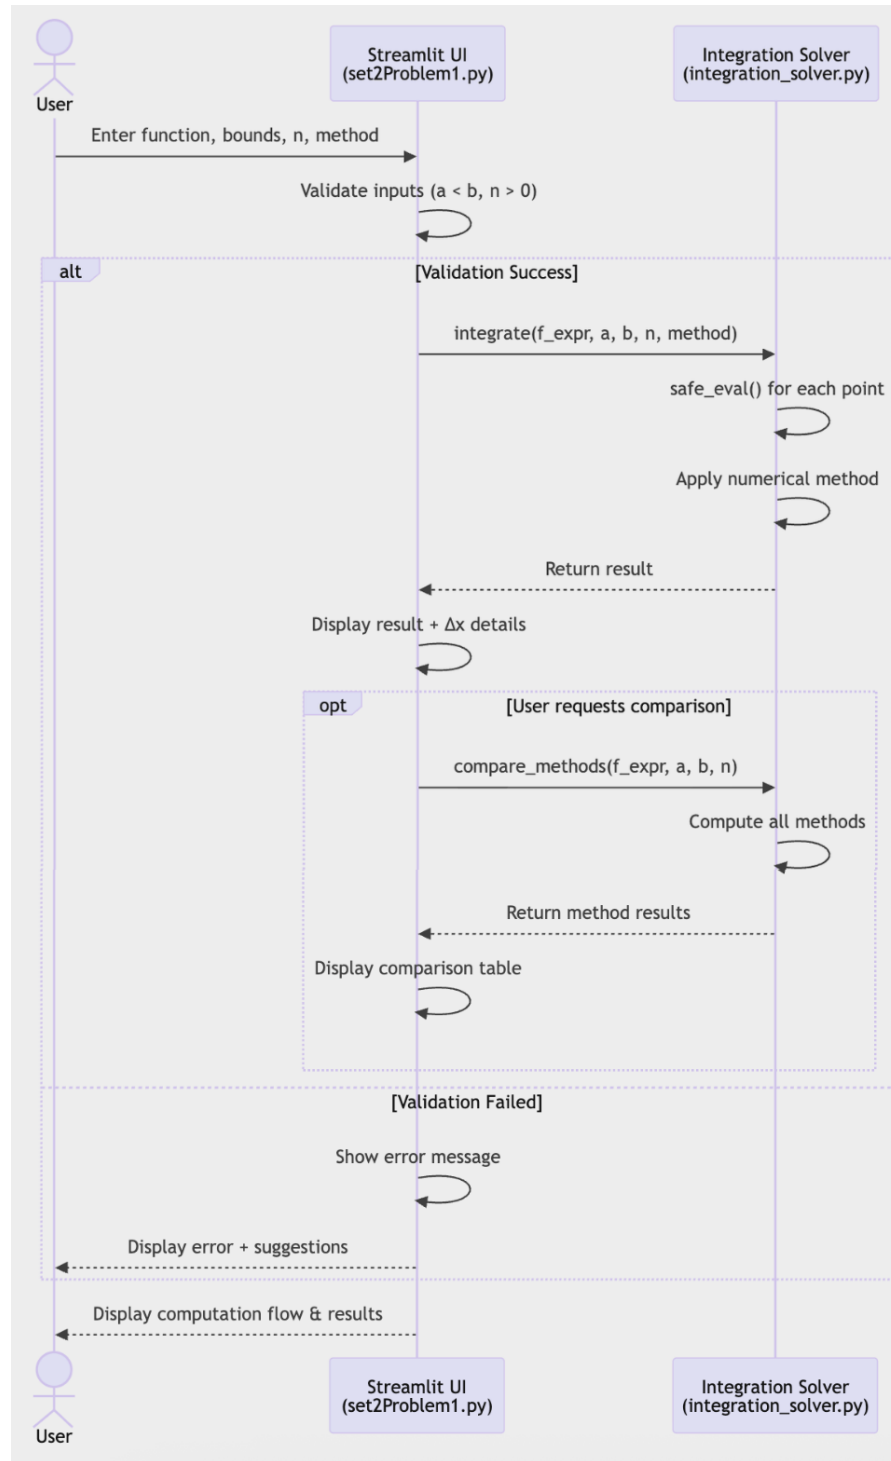 Streamlit UI
(set2Problem1.py)
Integration Solver
(integration_solver.py)
User
Enter function, bounds, n, method
Validate inputs (a < b, n > 0)
alt
[Validation Success]
integrate(f_expr, a, b, n, method)
safe_eval() for each point
Apply numerical method
Return result
Display result + Δx details
opt
[User requests comparison]
compare_methods(f_expr, a, b, n)
Compute all methods
Return method results
Display comparison table
[Validation Failed]
Show error message
Display error + suggestions
Display computation flow & results
Streamlit UI
(set2Problem1.py)
Integration Solver
(integration_solver.py)
User